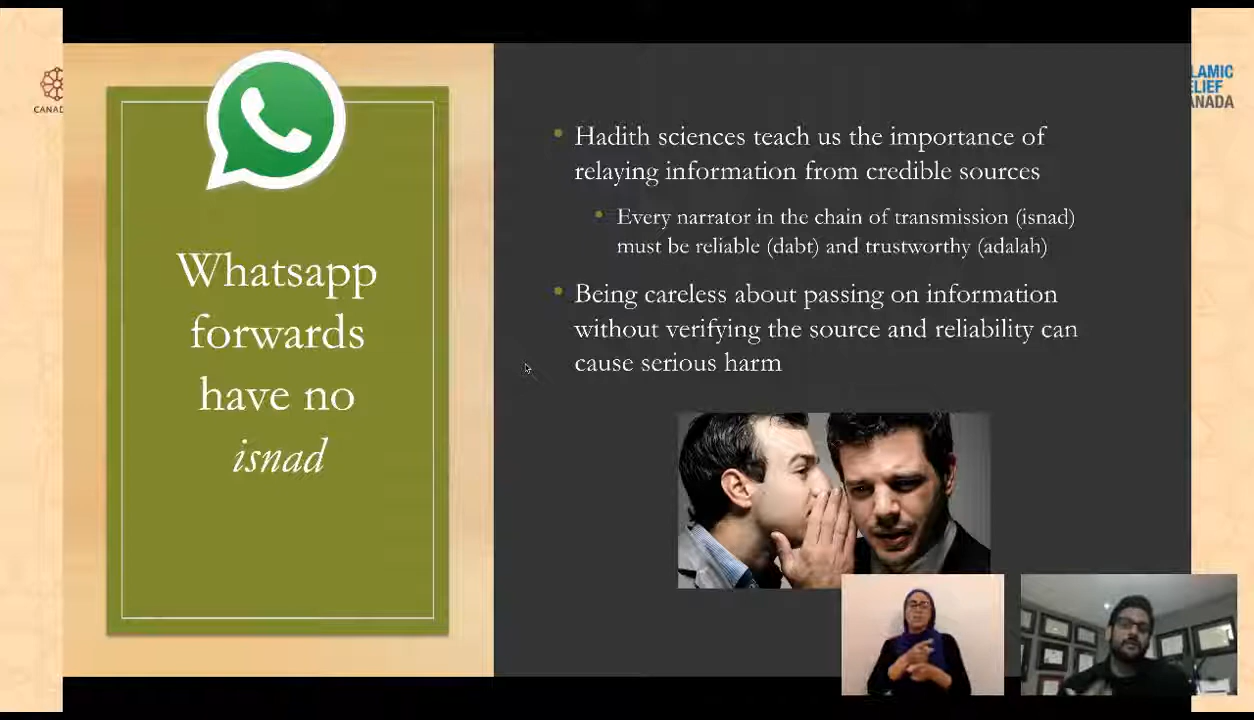 CANAD
Whatsapp
forwards
have no
isnad
Hadith sciences teach us the importance of
relaying information from credible sources
Every narrator in the chain of transmission (isnad)
must be reliable (dabt) and trustworthy (adalah)
Being careless about passing on information
without verifying the source and reliability can
cause serious harm
LAMIC
ELIEF
ANADA